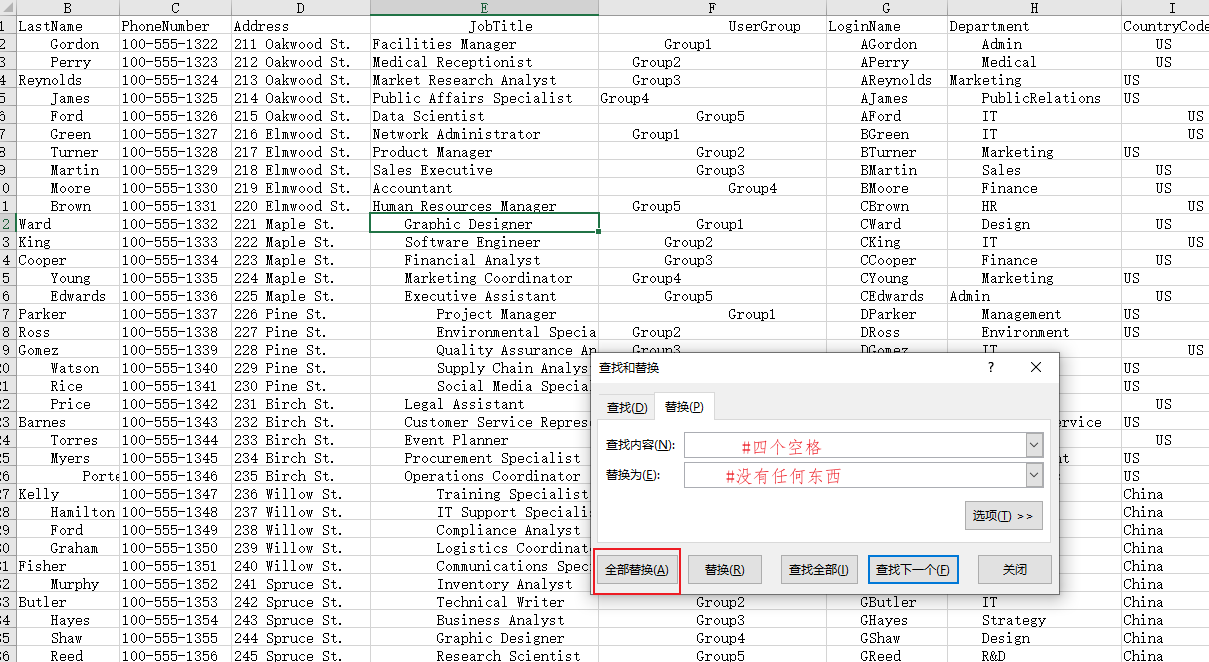 B C D E F G H I
1 LastName PhoneNumber Address JobTitle UserGroup LoginName Department CountryCode
2 Gordon 100-555-1322 211 Oakwood St. Facilities Manager Group1 AGordon Admin US
3 Perry 100-555-1323 212 Oakwood St. Medical Receptionist Group2 APerry Medical US
4 Reynolds 100-555-1324 213 Oakwood St. Market Research Analyst Group3 AReynolds Marketing US
5 James 100-555-1325 214 Oakwood St. Public Affairs Specialist Group4 AJames PublicRelations US
6 Ford 100-555-1326 215 Oakwood St. Data Scientist Group5 AFord IT US
7 Green 100-555-1327 216 Elmwood St. Network Administrator Group1 BGreen IT US
8 Turner 100-555-1328 217 Elmwood St. Product Manager Group2 BTurner Marketing US
9 Martin 100-555-1329 218 Elmwood St. Sales Executive Group3 BMartin Sales US
0 Moore 100-555-1330 219 Elmwood St. Accountant Group4 BMoore Finance US
1 Brown 100-555-1331 220 Elmwood St. Human Resources Manager Group5 CBrown HR US
2 Ward 100-555-1332 221 Maple St. Graphic Designer Group1 CWard Design US
3 King 100-555-1333 222 Maple St. Software Engineer Group2 CKing IT US
4 Cooper 100-555-1334 223 Maple St. Financial Analyst Group3 CCooper Finance US
5 Young 100-555-1335 224 Maple St. Marketing Coordinator Group4 CYoung Marketing US
6 Edwards 100-555-1336 225 Maple St. Executive Assistant Group5 CEdwards Admin US
7 Parker 100-555-1337 226 Pine St. Project Manager Group1 DParker Management US
8 Ross 100-555-1338 227 Pine St. Environmental Specia Group2 DRoss Environment US
9 Gomez 100-555-1339 228 Pine St. Quality Assurance An Group3 DGomez IT US
20 Watson 100-555-1340 229 Pine St. Supply Chain Analys US
21 Rice 100-555-1341 230 Pine St. Social Media Specia US
22 Price 100-555-1342 231 Birch St. Legal Assistant US
23 Barnes 100-555-1343 232 Birch St. Customer Service Repres ervice US
24 Torres 100-555-1344 233 Birch St. Event Planner US
25 Myers 100-555-1345 234 Birch St. Procurement Specialist nt US
26 Porte 100-555-1346 235 Birch St. Operations Coordinator US
27 Kelly 100-555-1347 236 Willow St. Training Specialist China
28 Hamilton 100-555-1348 237 Willow St. IT Support Speciali China
29 Ford 100-555-1349 238 Willow St. Compliance Analyst China
30 Graham 100-555-1350 239 Willow St. Logistics Coordinat China
31 Fisher 100-555-1351 240 Willow St. Communications Spec China
32 Murphy 100-555-1352 241 Spruce St. Inventory Analyst China
33 Butler 100-555-1353 242 Spruce St. Technical Writer Group2 GButler IT China
34 Hayes 100-555-1354 243 Spruce St. Business Analyst Group3 GHayes Strategy China
35 Shaw 100-555-1355 244 Spruce St. Graphic Designer Group4 GShaw Design China
36 Reed 100-555-1356 245 Spruce St. Research Scientist Group5 GReed R&D China
查找和替换 ? ×
查找(D) 替换(P)
查找内容(N): #四个空格
替换为(E): #没有任何东西
选项(T) >>
全部替换(A) 替换(R) 查找全部(I) 查找下一个(F) 关闭